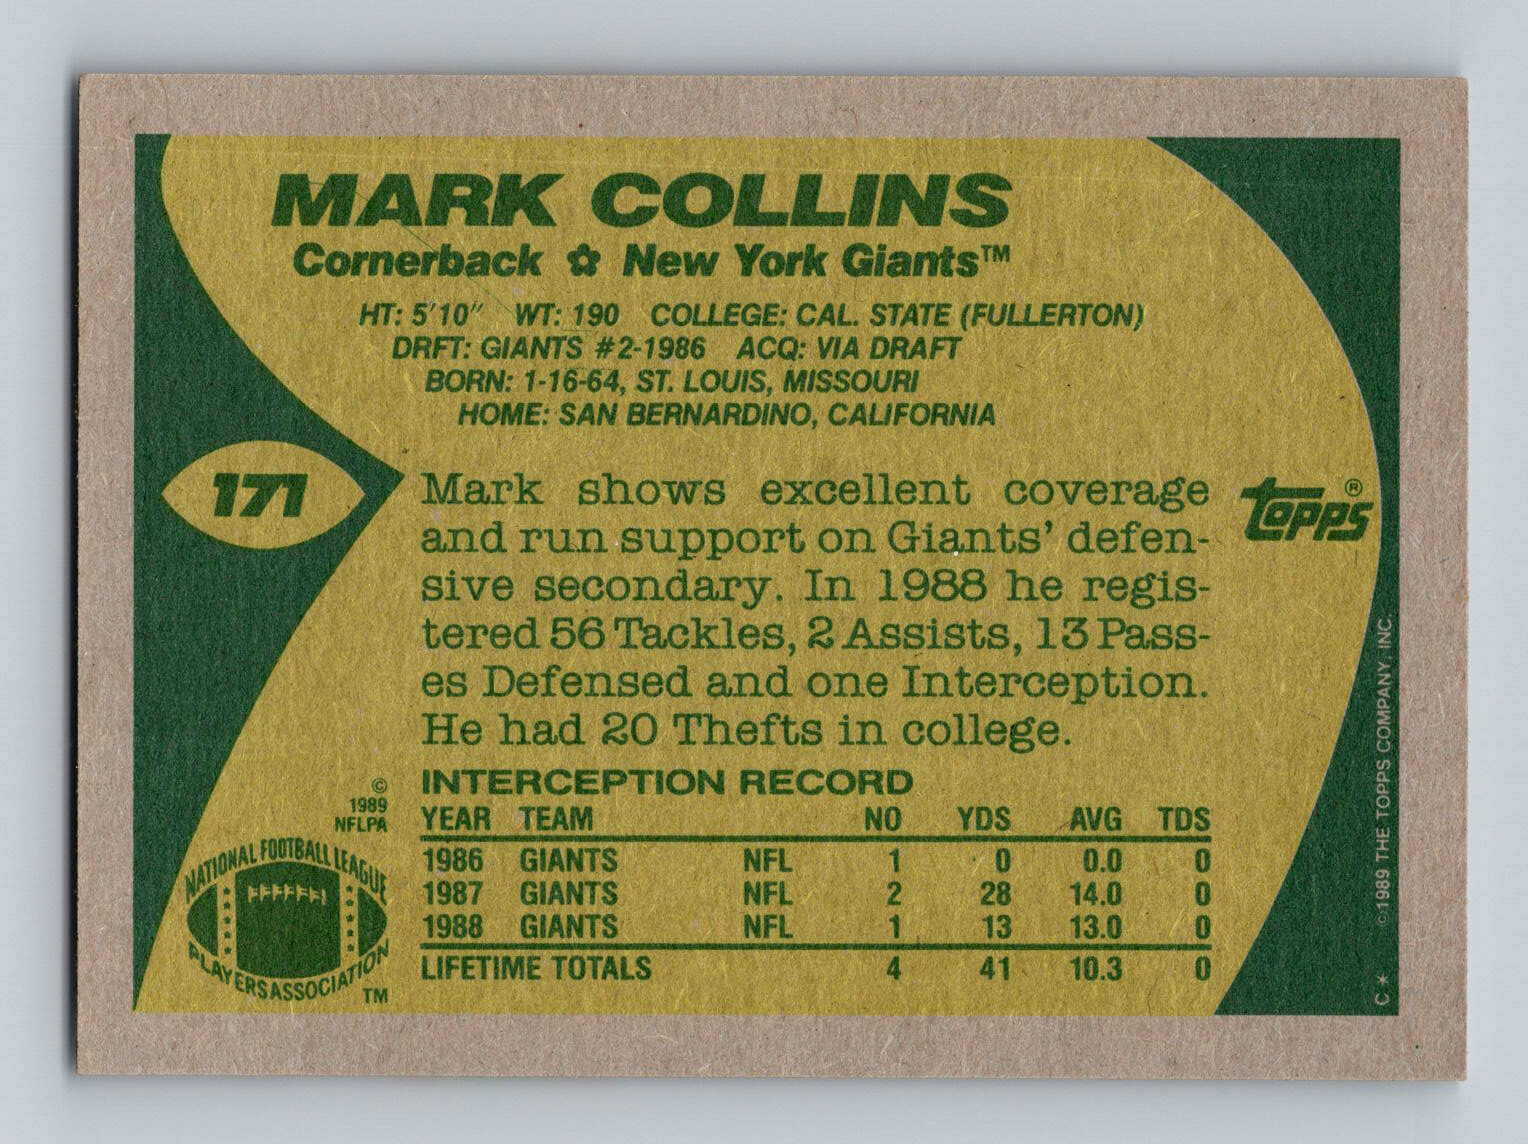 MARK COLLINS
Cornerback ✿ New York Giants™
HT: 5'10" WT: 190 COLLEGE: CAL. STATE (FULLERTON)
DRFT: GIANTS #2-1986 ACQ: VIA DRAFT
BORN: 1-16-64, ST. LOUIS, MISSOURI
HOME: SAN BERNARDINO, CALIFORNIA
171
Mark shows excellent coverage
and run support on Giants' defen-
sive secondary. In 1988 he regis-
tered 56 Tackles, 2 Assists, 13 Pass-
es Defensed and one Interception.
He had 20 Thefts in college.
topps®
INTERCEPTION RECORD
YEAR TEAM NO YDS AVG TDS
1986 GIANTS NFL 1 0 0.0 0
1987 GIANTS NFL 2 28 14.0 0
1988 GIANTS NFL 1 13 13.0 0
LIFETIME TOTALS 4 41 10.3 0
©
1989
NFLPA
NATIONAL FOOTBALL LEAGUE
PLAYERS ASSOCIATION
TM
C * ©1989 THE TOPPS COMPANY, INC.